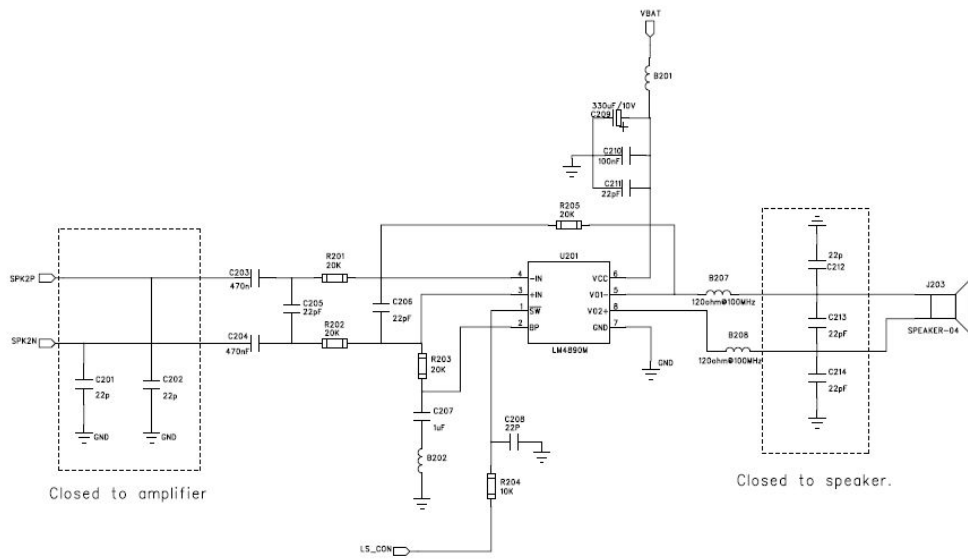 VBAT
B201
330uF/10V
C209
C210
100nF
C211
22pF
R205
20K
SPK2P
SPK2N
C203
470n
C204
470nF
R201
20K
C205
22pF
R202
20K
C206
22pF
U201
4 -IN VCC 6
3 +IN VO1- 5
1 SW VO2+ 8
2 BP GND 7
LM4890M
GND
B207
120ohm@100MHz
B208
120ohm@100MHz
22p
C212
C213
22pF
C214
22pF
J203
SPEAKER-04
C201
22p
GND
C202
22p
GND
R203
20K
C207
1uF
B202
C208
22P
R204
10K
LS_CON
Closed to amplifier
Closed to speaker.